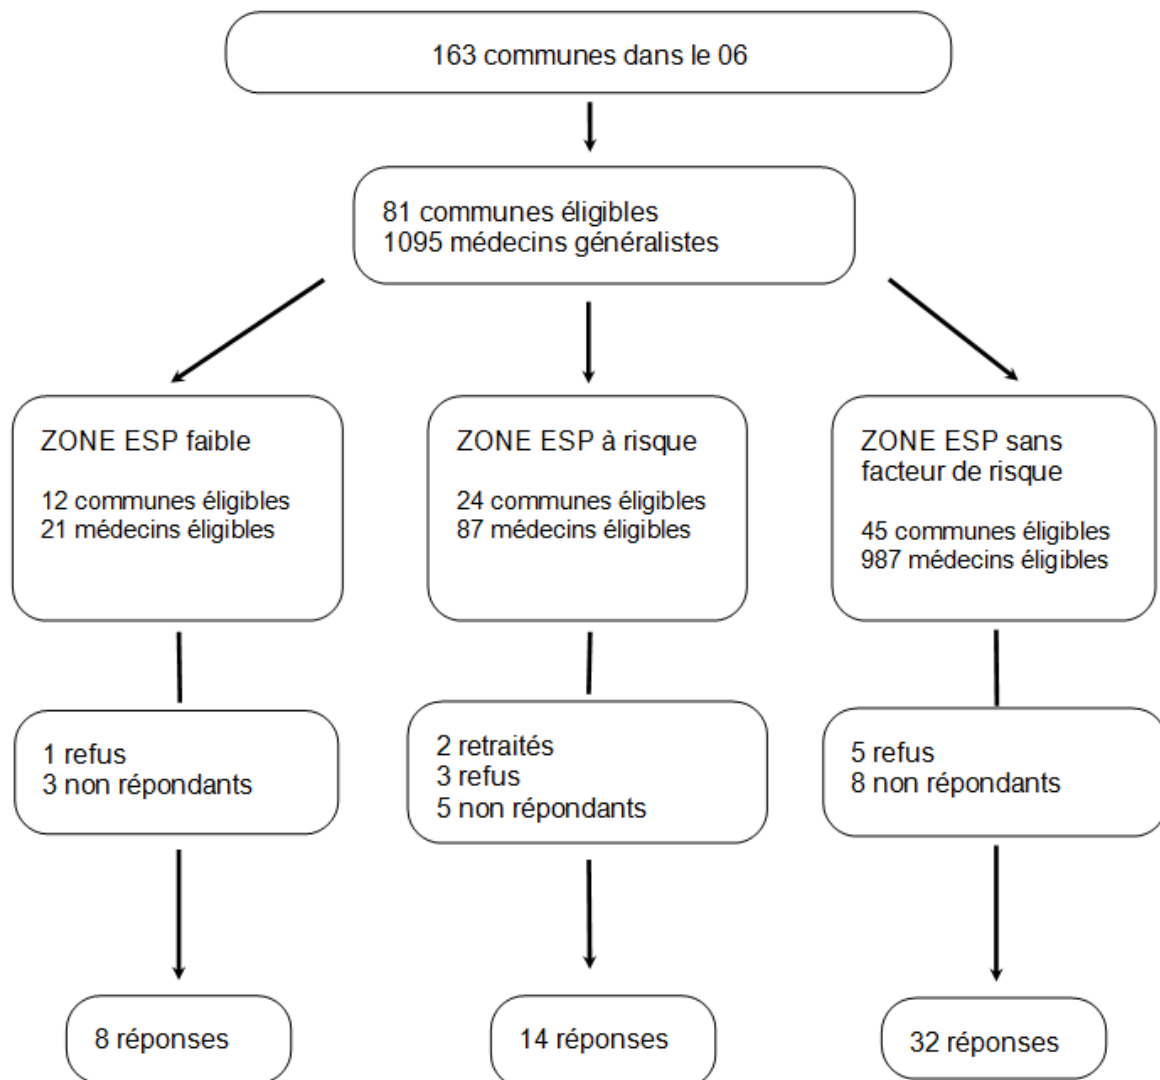 163 communes dans le 06
81 communes éligibles
1095 médecins généralistes
ZONE ESP faible
12 communes éligibles
21 médecins éligibles
ZONE ESP à risque
24 communes éligibles
87 médecins éligibles
ZONE ESP sans
facteur de risque
45 communes éligibles
987 médecins éligibles
1 refus
3 non répondants
2 retraités
3 refus
5 non répondants
5 refus
8 non répondants
8 réponses
14 réponses
32 réponses